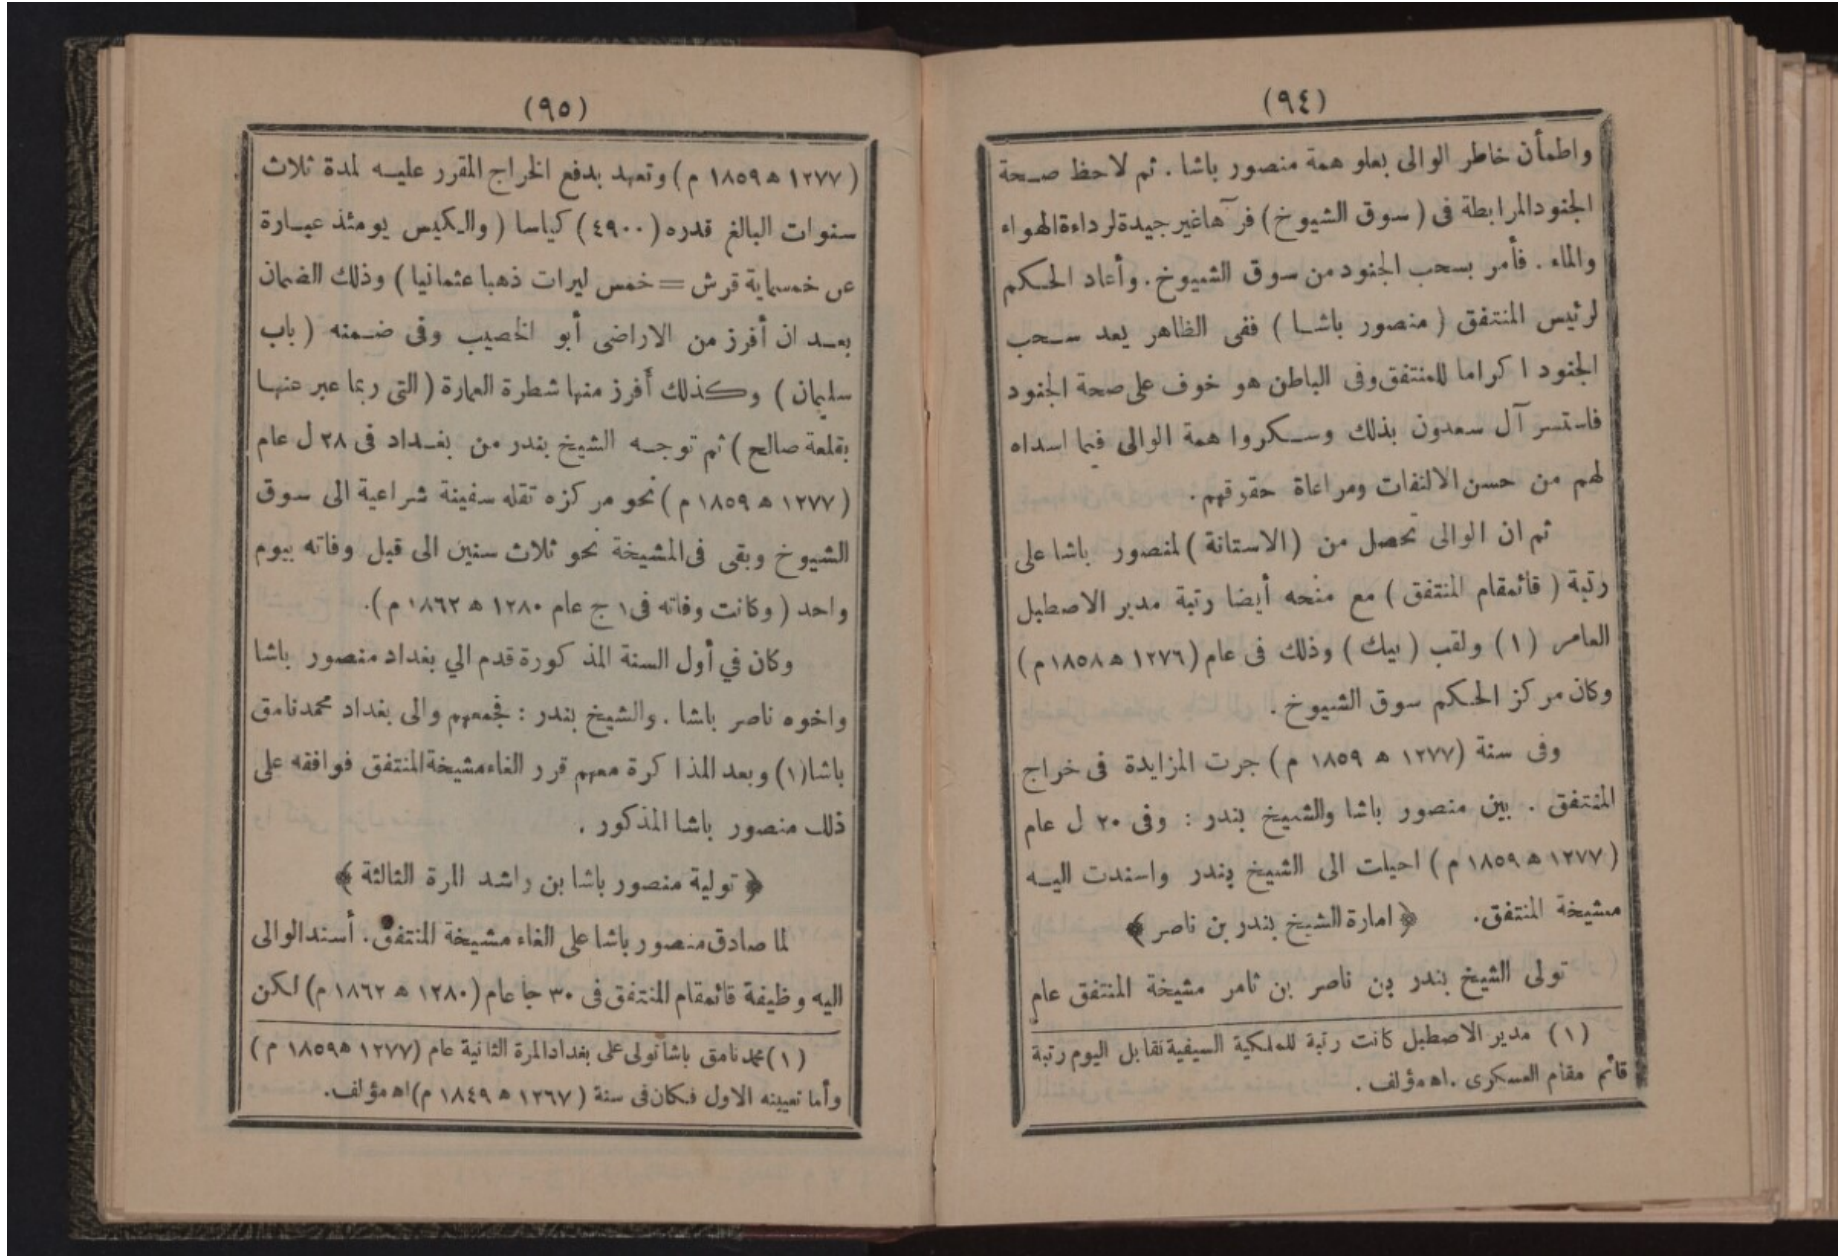 (٩٤)
واطمأن خاطر الوالى بعلو همة منصور باشا . ثم لاحظ صحة
الجنود المرابطة فى ( سوق الشيوخ ) فرآها غير جيدة لرداءة الهواء
والماء . فأمر بسحب الجنود من سوق الشيوخ . وأعاد الحكم
لرئيس المنتفق ( منصور باشا ) ففى الظاهر يعد سحب
الجنود اكراما للمنتفق وفى الباطن هو خوف على صحة الجنود
فاستسر آل سعدون بذلك وسكروا همة الوالى فيما اسداه
لهم من حسن الالتفات ومراعاة حقوقهم .
ثم ان الوالى تحصل من ( الاستانة ) لمنصور باشا على
رتبة ( قائمقام المنتفق ) مع منحه أيضا رتبة مدير الاصطبل
العامر (١) ولقب ( بيك ) وذلك فى عام ( ١٢٧٦ ھ ١٨٥٨ م )
وكان مركز الحكم سوق الشيوخ .
وفى سنة ( ١٢٧٧ ھ ١٨٥٩ م ) جرت المزايدة فى خراج
المنتفق . بين منصور باشا والشيخ بندر : وفى ٢٠ ل عام
( ١٢٧٧ ھ ١٨٥٩ م ) احيلت الى الشيخ بندر واسندت اليه
مشيخة المنتفق . ﴿ امارة الشيخ بندر بن ناصر ﴾
تولى الشيخ بندر بن ناصر بن ثامر مشيخة المنتفق عام
(١) مدير الاصطبل كانت رتبة للملكية السيفية تقابل اليوم رتبة
قائم مقام العسكرى . اه مؤلف .
(٩٥)
( ١٢٧٧ ھ ١٨٥٩ م ) وتعهد بدفع الخراج المقرر عليه لمدة ثلاث
سنوات البالغ قدره ( ٤٩٠٠ ) كياسا ( والكيس يومئذ عبارة
عن خمسماية قرش = خمس ليرات ذهبا عثمانيا ) وذلك الضمان
بعد ان أفرز من الاراضى أبو الخصيب وفى ضمنه ( باب
سليمان ) وكذلك أفرز منها شطرة العمارة ( التى ربما عبر عنها
بقلعة صالح ) ثم توجه الشيخ بندر من بغداد فى ٢٨ ل عام
( ١٢٧٧ ھ ١٨٥٩ م ) نحو مركزه تقله سفينة شراعية الى سوق
الشيوخ وبقى فى المشيخة نحو ثلاث سنين الى قبل وفاته بيوم
واحد ( وكانت وفاته فى ١ ج عام ١٢٨٠ ھ ١٨٦٢ م ) .
وكان في أول السنة المذكورة قدم الي بغداد منصور باشا
واخوه ناصر باشا . والشيخ بندر : فجمعهم والى بغداد محمد نامق
باشا (١) وبعد المذاكرة معهم قرر الغاء مشيخة المنتفق فوافقه على
ذلك منصور باشا المذكور .
﴿ تولية منصور باشا بن راشد المرة الثالثة ﴾
لما صادق منصور باشا على الغاء مشيخة المنتفق . أسند الوالى
اليه وظيفة قائمقام المنتفق فى ٣٠ جا عام ( ١٢٨٠ ھ ١٨٦٢ م ) لكن
(١) محمد نامق باشا تولى على بغداد المرة الثانية عام ( ١٢٧٧ ھ ١٨٥٩ م )
وأما تعيينه الاول فكان فى سنة ( ١٢٦٧ ھ ١٨٤٩ م ) اه مؤلف .